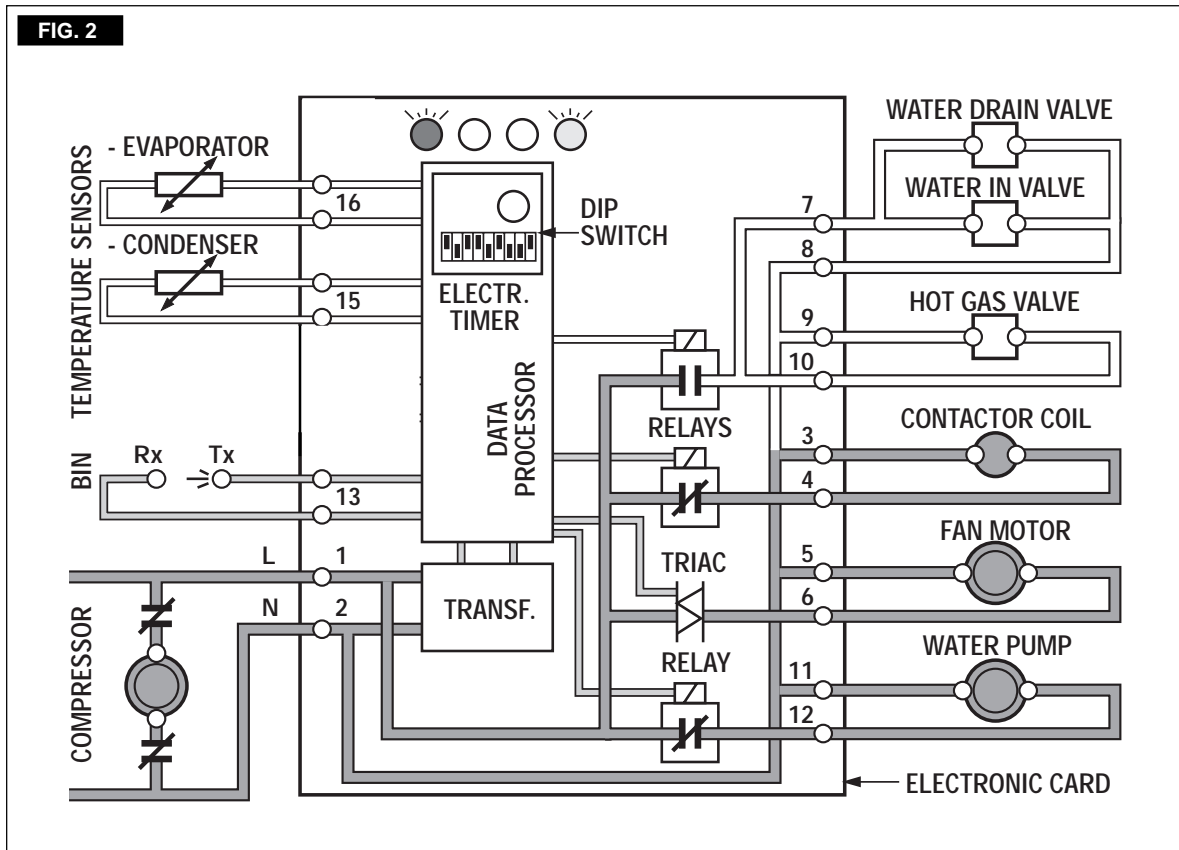 FIG. 2
TEMPERATURE SENSORS
- EVAPORATOR
16
- CONDENSER
15
BIN
Rx
Tx
13
L
1
N
2
COMPRESSOR
DIP
SWITCH
ELECTR.
TIMER
DATA
PROCESSOR
TRANSF.
RELAYS
TRIAC
RELAY
WATER DRAIN VALVE
WATER IN VALVE
7
8
HOT GAS VALVE
9
10
CONTACTOR COIL
3
4
FAN MOTOR
5
6
WATER PUMP
11
12
ELECTRONIC CARD